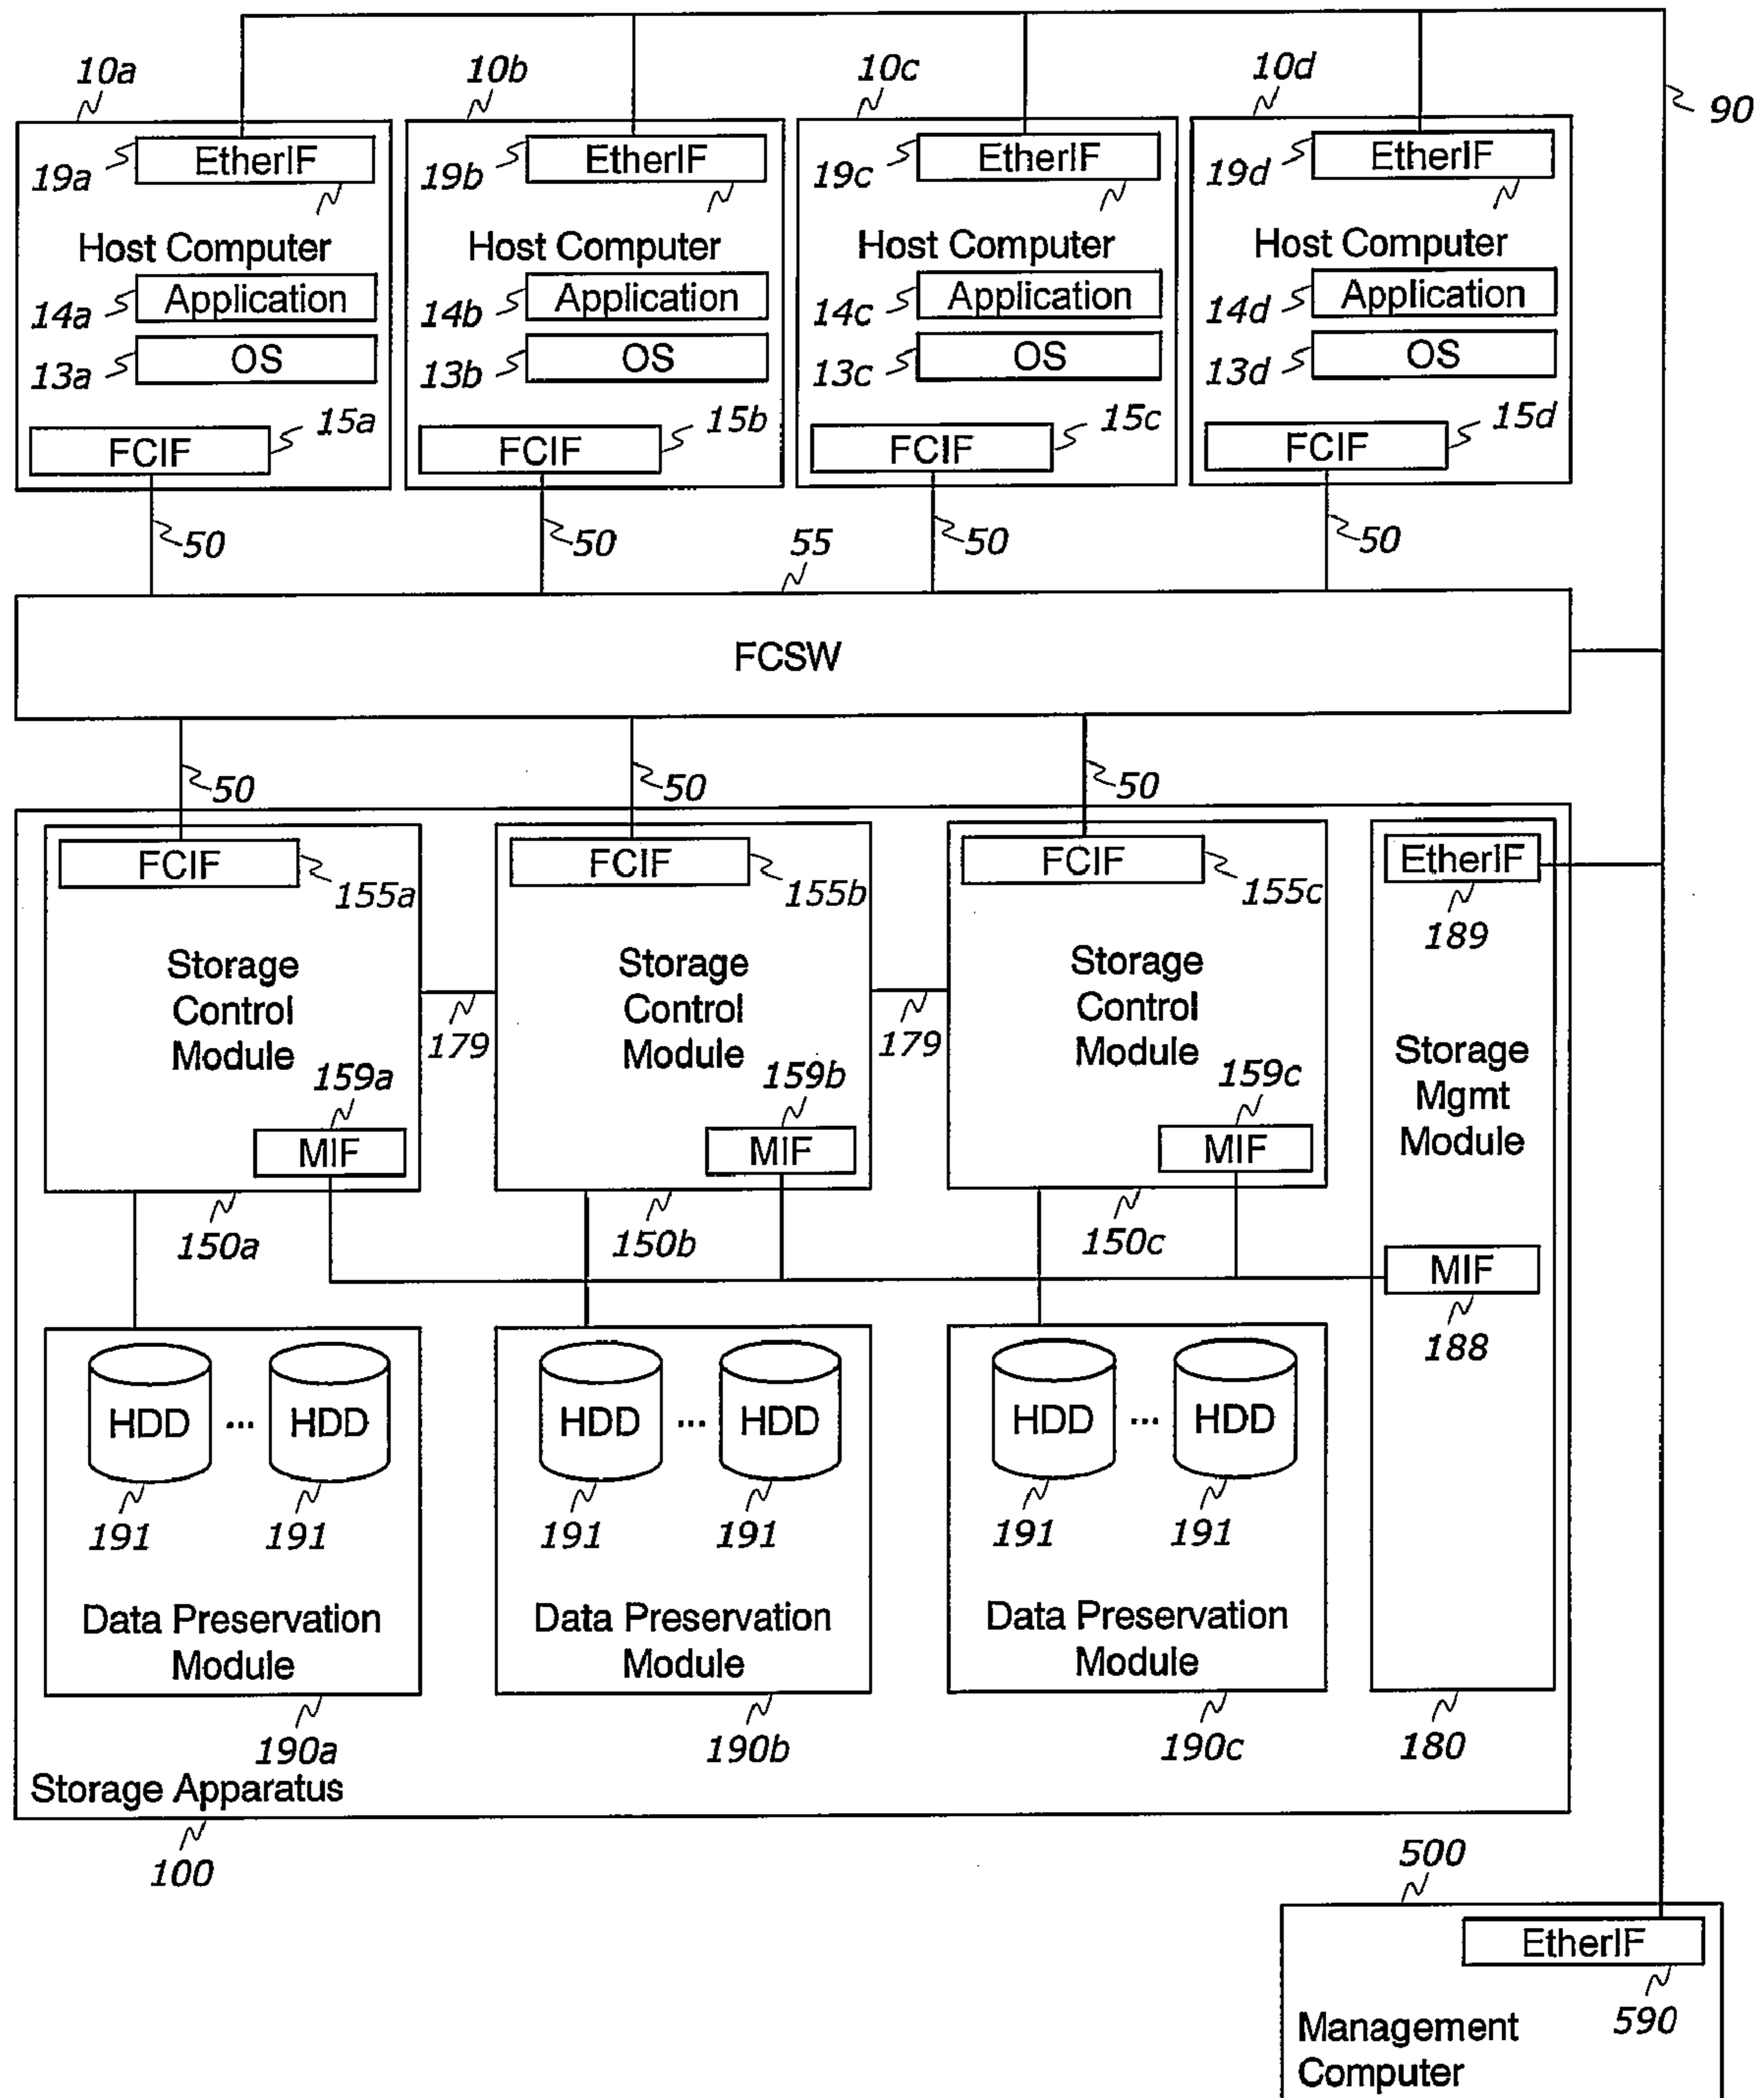 10a
10b
10c
10d
90
19a
EtherIF
19b
EtherIF
19c
EtherIF
19d
EtherIF
Host Computer
Host Computer
Host Computer
Host Computer
14a
Application
14b
Application
14c
Application
14d
Application
13a
OS
13b
OS
13c
OS
13d
OS
FCIF
15a
FCIF
15b
FCIF
15c
FCIF
15d
50
50
55
50
50
FCSW
50
50
50
FCIF
155a
FCIF
155b
FCIF
155c
EtherIF
189
Storage
Control
Module
179
Storage
Control
Module
179
Storage
Control
Module
Storage
Mgmt
Module
159a
MIF
159b
MIF
159c
MIF
150a
150b
150c
MIF
188
HDD
...
HDD
HDD
...
HDD
HDD
...
HDD
191
191
191
191
191
191
Data Preservation
Module
Data Preservation
Module
Data Preservation
Module
190a
190b
190c
180
Storage Apparatus
100
500
EtherIF
590
Management
Computer